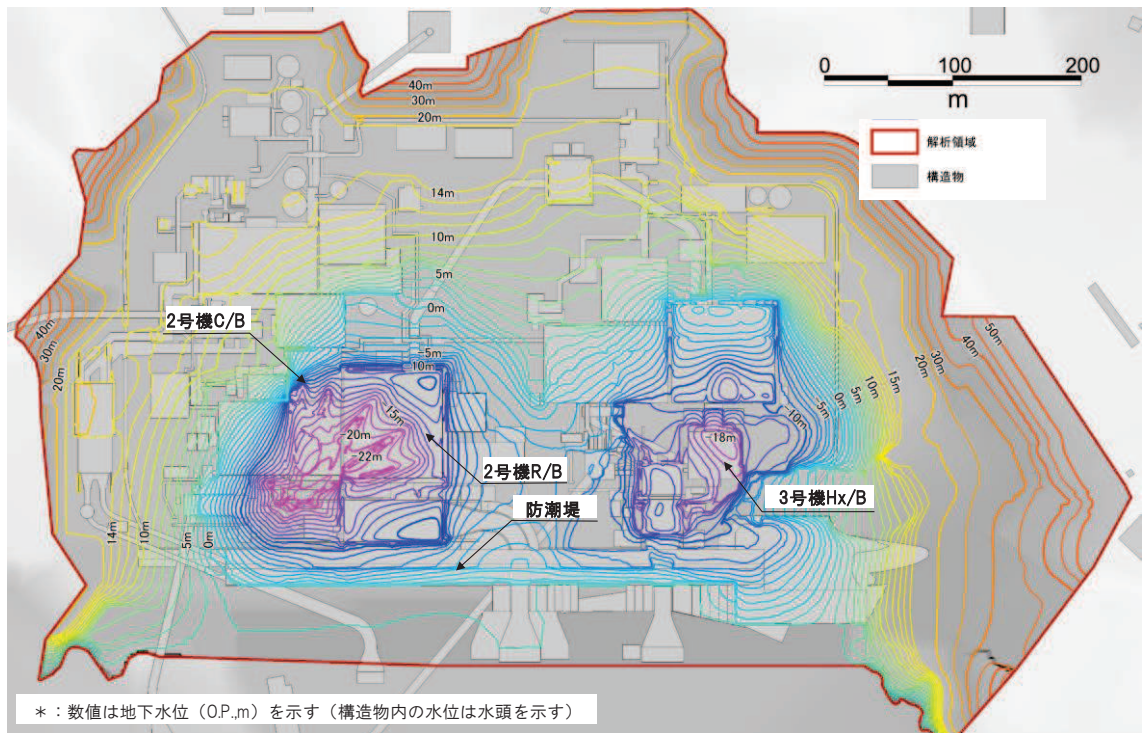 0 100 200
m
解析領域
構造物
40m
30m
20m
14m
10m
5m
0m
-5m
10m
2号機C/B
40m
30m
20m
-15m
-20m
-22m
2号機R/B
防潮堤
-18m
3号機Hx/B
-10m
-5m
0m
5m
10m
15m
20m
30m
40m
50m
14m
10m
5m
0m
*：数値は地下水位（O.P.,m）を示す（構造物内の水位は水頭を示す）